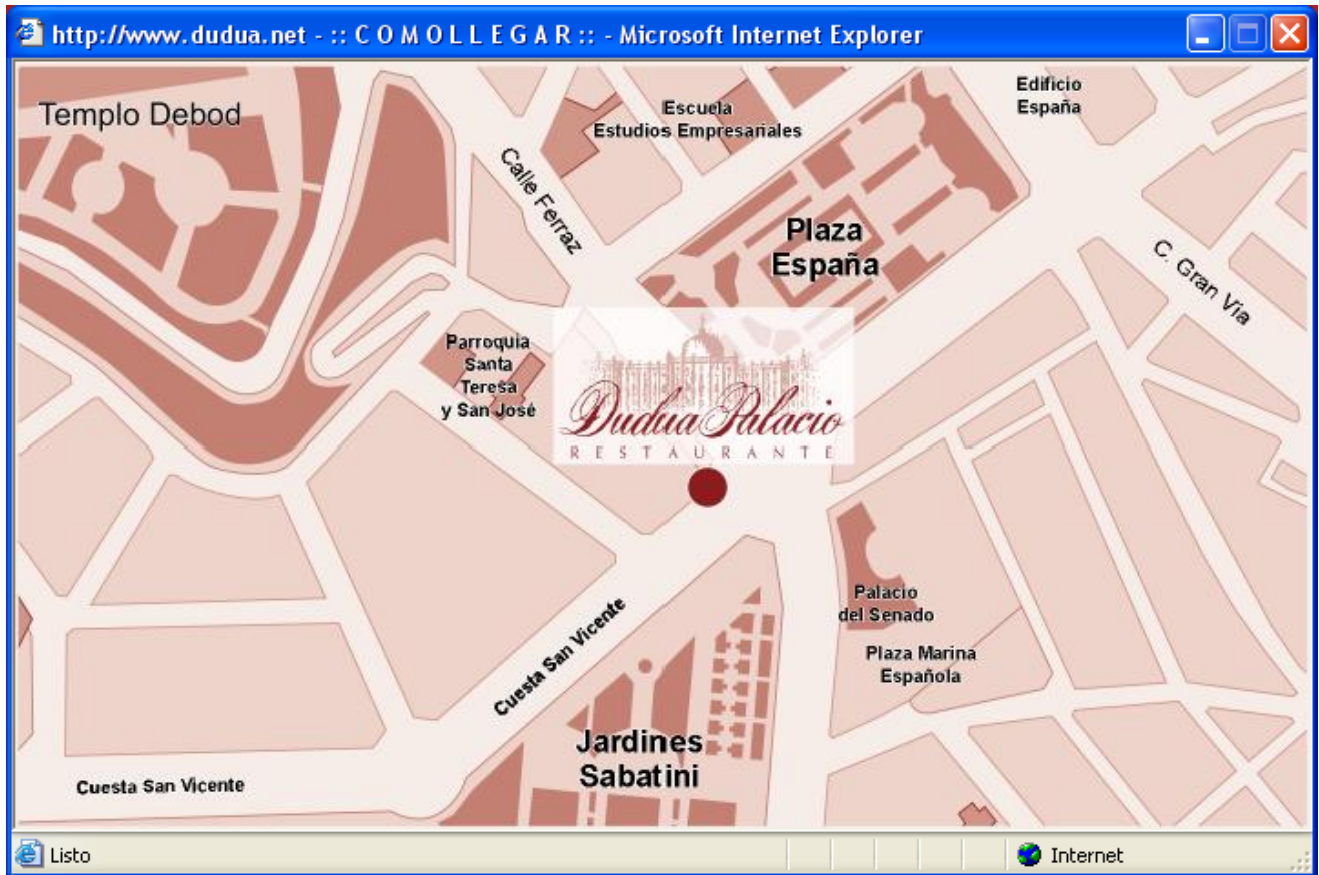 http://www.dudua.net - :: C O M O L L E G A R :: - Microsoft Internet Explorer
Templo Debod
Edificio
España
Escuela
Estudios Empresariales
Calle Ferraz
Plaza
España
C. Gran Via
Parroquia
Santa
Teresa
y San José
Dudua Palacio
RESTAURANTE
Palacio
del Senado
Cuesta San Vicente
Plaza Marina
Española
Jardines
Sabatini
Cuesta San Vicente
Listo
Internet